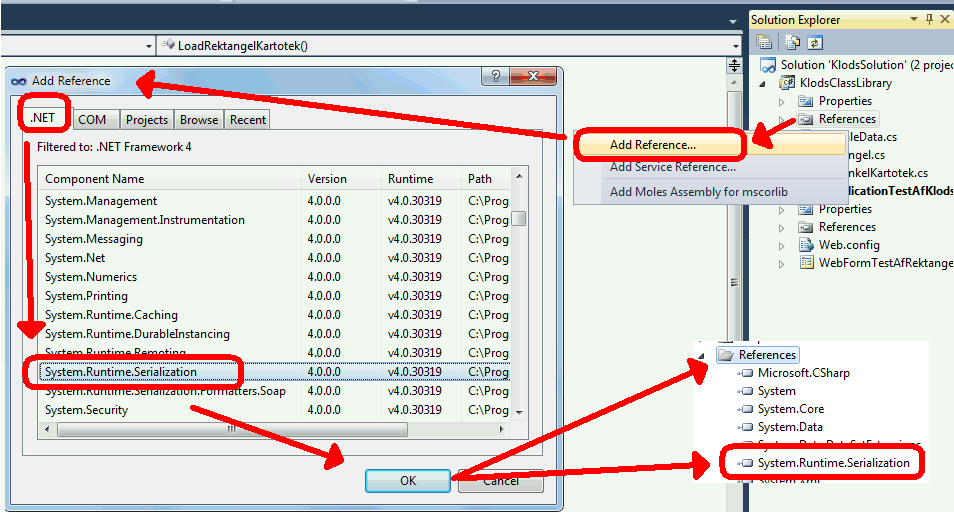 LoadRektangelKartotek()
Solution Explorer
Solution 'KlodsSolution' (2 proje
KlodsClassLibrary
Properties
References
leData.cs
ngel.cs
nkelKartotek.cs
plicationTestAfKlods
Properties
References
Web.config
WebFormTestAfRektange
Add Reference...
Add Service Reference...
Add Moles Assembly for mscorlib
Add Reference
.NET COM Projects Browse Recent
Filtered to: .NET Framework 4
Component Name Version Runtime Path
System.Management 4.0.0.0 v4.0.30319 C:\Prog
System.Management.Instrumentation 4.0.0.0 v4.0.30319 C:\Prog
System.Messaging 4.0.0.0 v4.0.30319 C:\Prog
System.Net 4.0.0.0 v4.0.30319 C:\Prog
System.Numerics 4.0.0.0 v4.0.30319 C:\Prog
System.Printing 4.0.0.0 v4.0.30319 C:\Prog
System.Runtime.Caching 4.0.0.0 v4.0.30319 C:\Prog
System.Runtime.DurableInstancing 4.0.0.0 v4.0.30319 C:\Prog
System.Runtime.Remoting 4.0.0.0 v4.0.30319 C:\Prog
System.Runtime.Serialization 4.0.0.0 v4.0.30319 C:\Prog
System.Runtime.Serialization.Formatters.Soap 4.0.0.0 v4.0.30319 C:\Prog
System.Security 4.0.0.0 v4.0.30319 C:\Prog
OK Cancel
References
Microsoft.CSharp
System
System.Core
System.Data
System.Data.DataSetExtensions
System.Runtime.Serialization
System.Xml